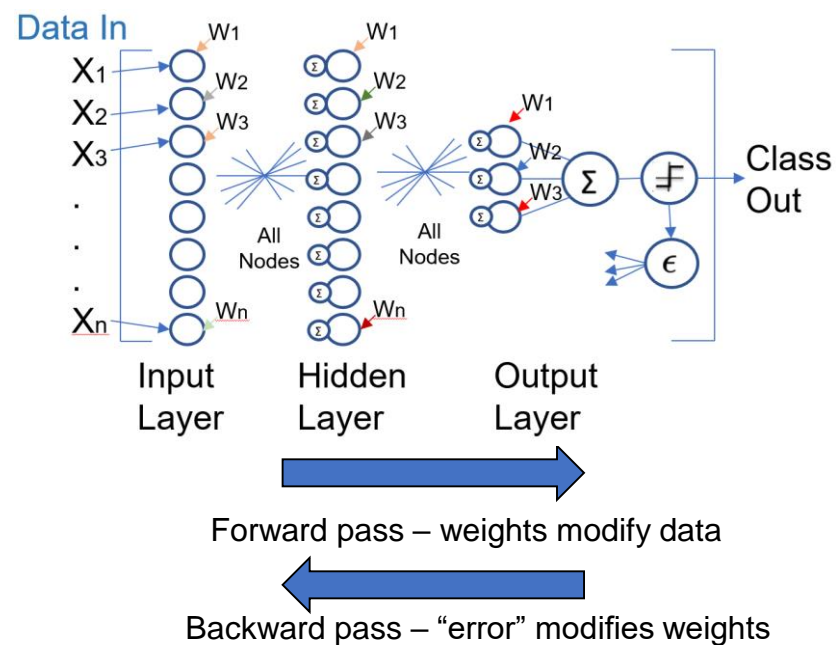 Data In
W1
W1
X1
W2
W2
X2
W1
W3
W3
X3
W2
Class
Out
W3
Σ
Σ
Σ
Σ
Σ
Σ
Σ
Σ
Σ
Σ
Σ
Σ
.
.
.
All
Nodes
All
Nodes
ϵ
Xn
Wn
Wn
Input
Layer
Hidden
Layer
Output
Layer
Forward pass – weights modify data
Backward pass – “error” modifies weights